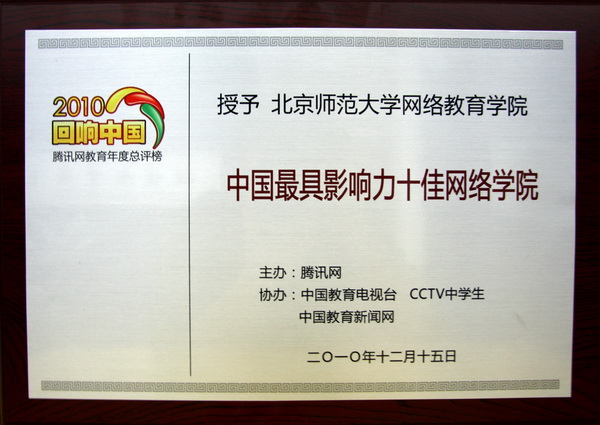 2010
回响中国
腾讯网教育年度总评榜
授予 北京师范大学网络教育学院
中国最具影响力十佳网络学院
主办：腾讯网
协办：中国教育电视台 CCTV中学生
中国教育新闻网
二〇一〇年十二月十五日